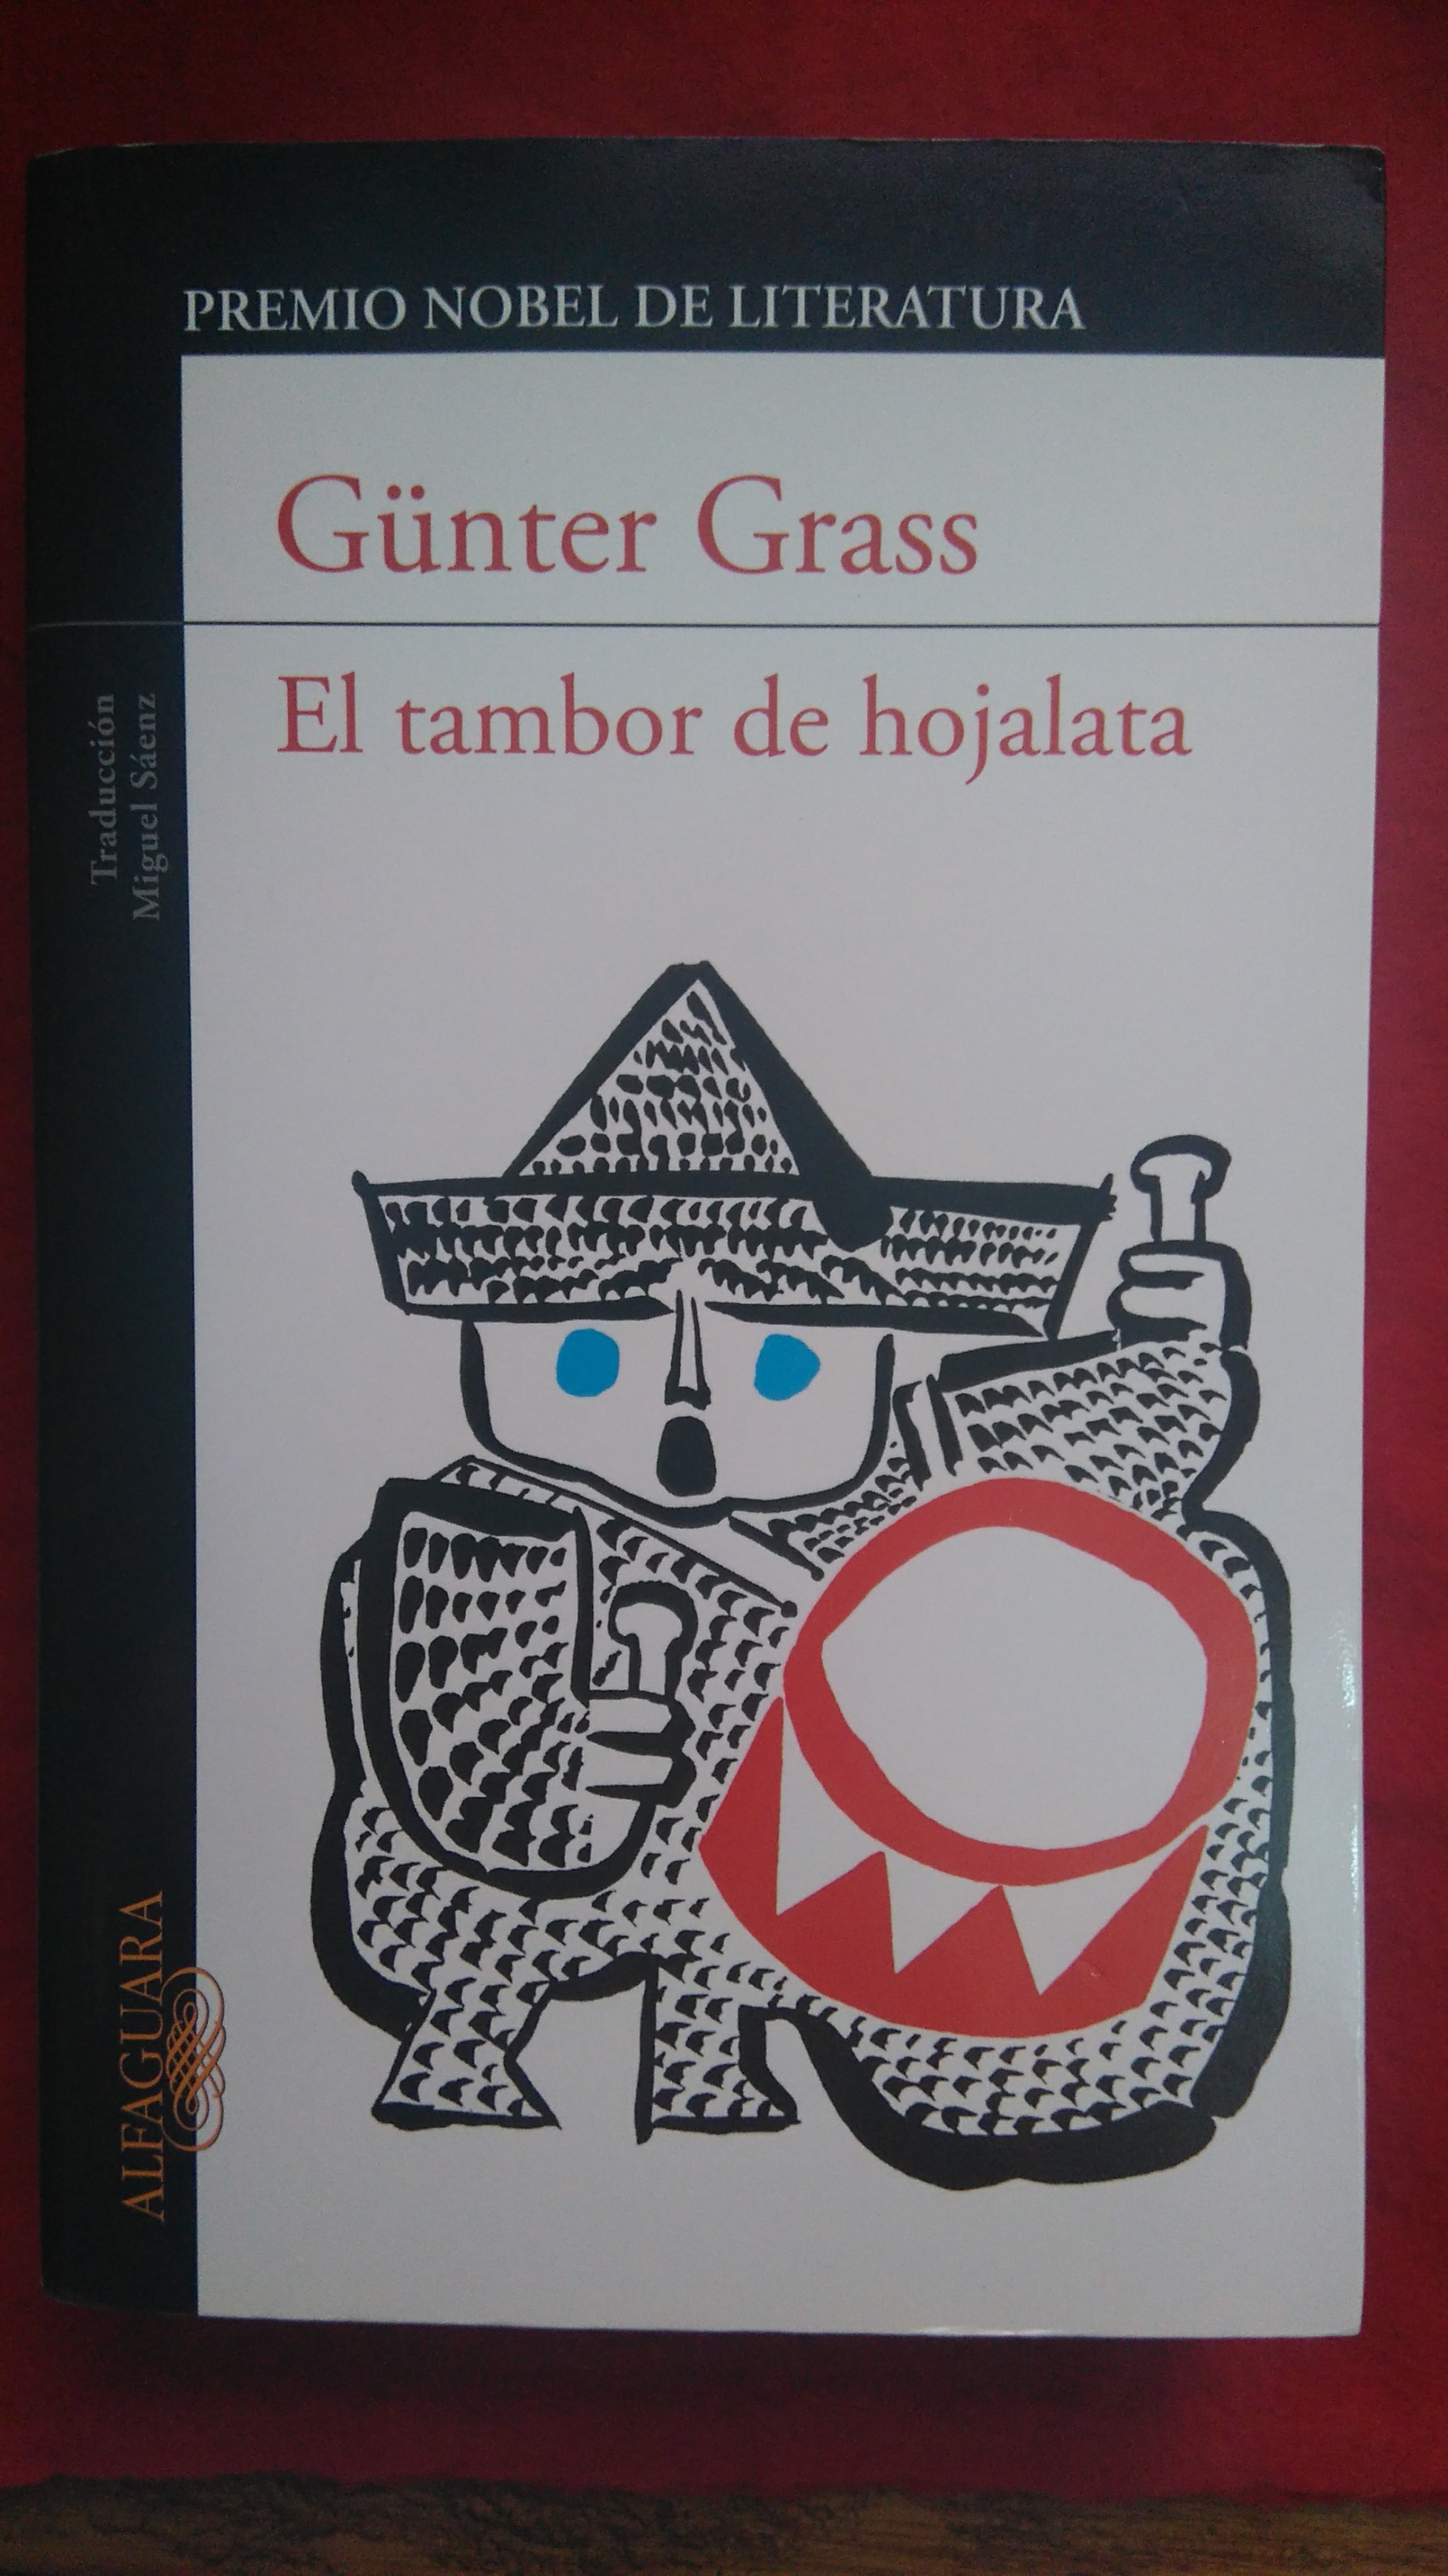 PREMIO NOBEL DE LITERATURA
Günter Grass
El tambor de hojalata
Traducción
Miguel Sáenz
ALFAGUARA